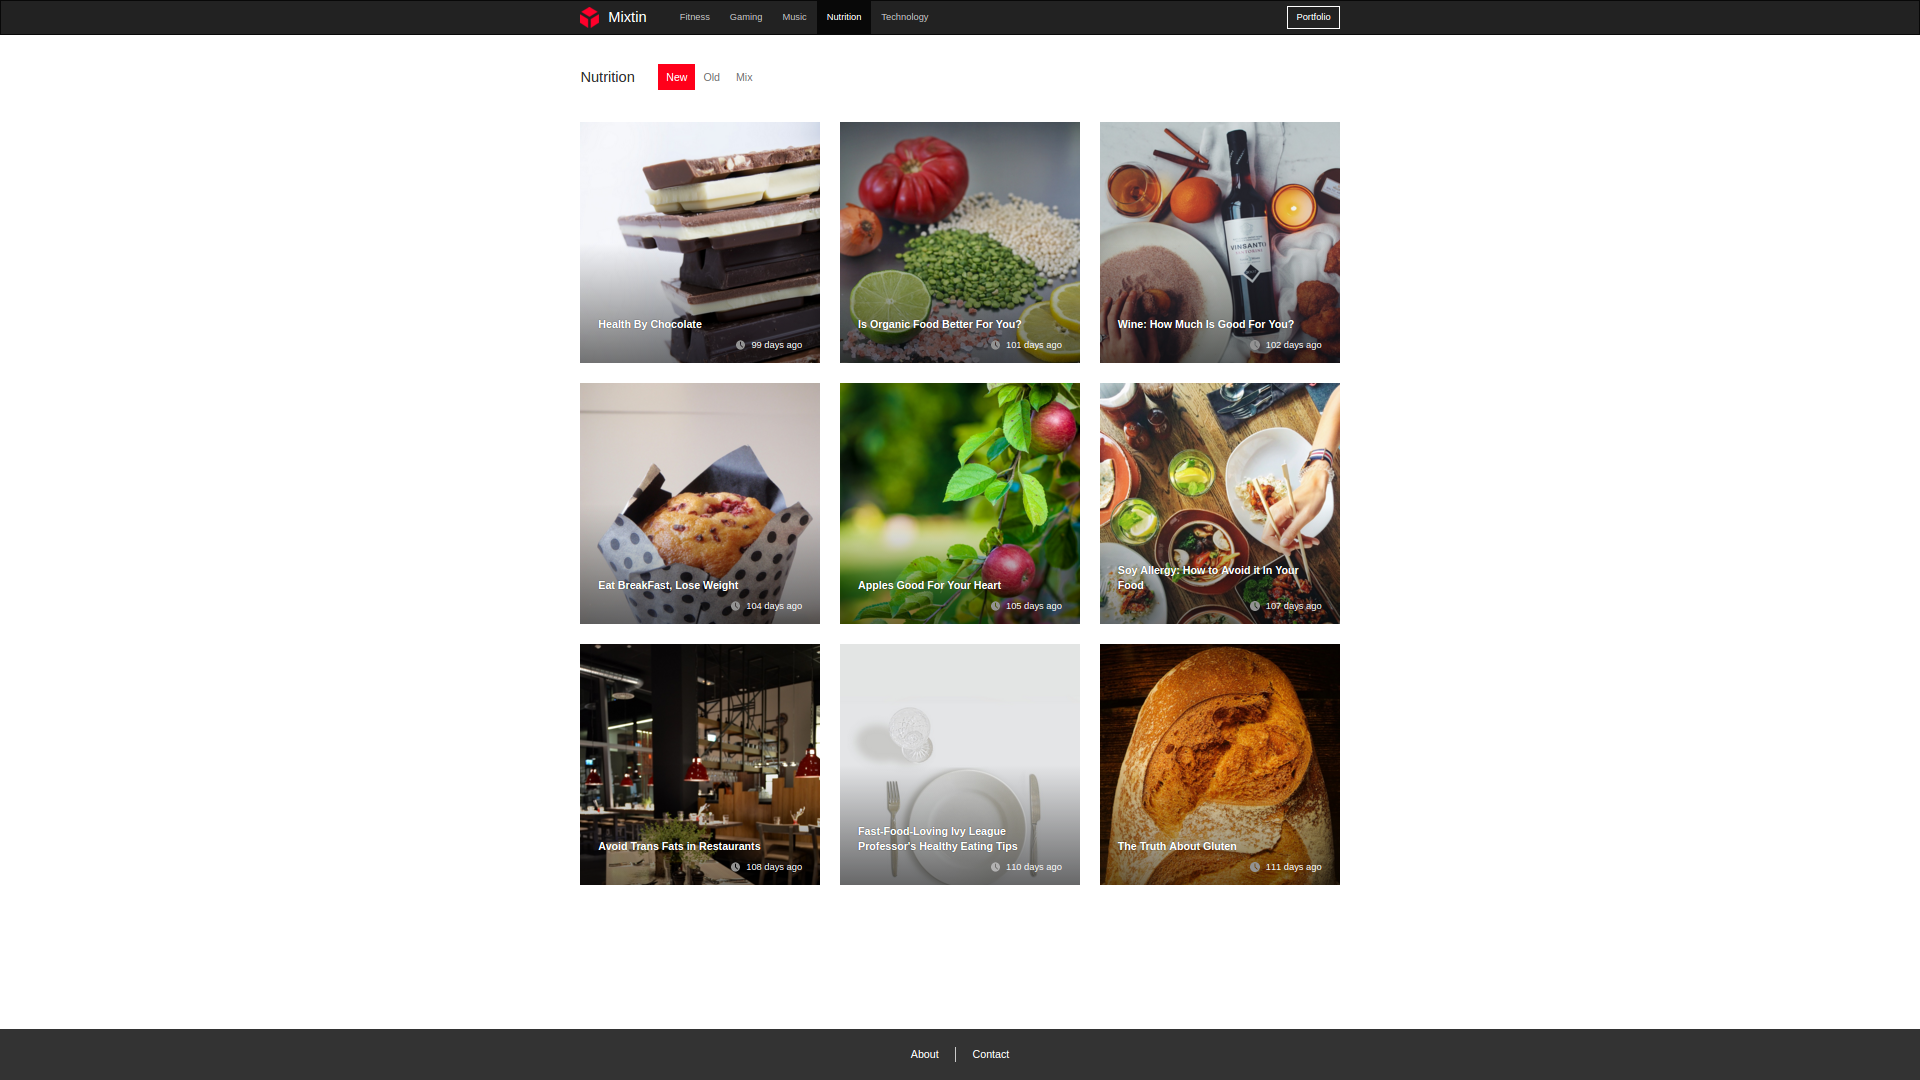 Mixtin
Fitness
Gaming
Music
Nutrition
Technology
Portfolio
Nutrition
New
Old
Mix
VINSANTO
Health By Chocolate
99 days ago
Is Organic Food Better For You?
101 days ago
Wine: How Much Is Good For You?
102 days ago
Eat BreakFast, Lose Weight
104 days ago
Apples Good For Your Heart
105 days ago
Soy Allergy: How to Avoid it In Your
Food
107 days ago
Avoid Trans Fats in Restaurants
108 days ago
Fast-Food-Loving Ivy League
Professor's Healthy Eating Tips
110 days ago
The Truth About Gluten
111 days ago
About
Contact